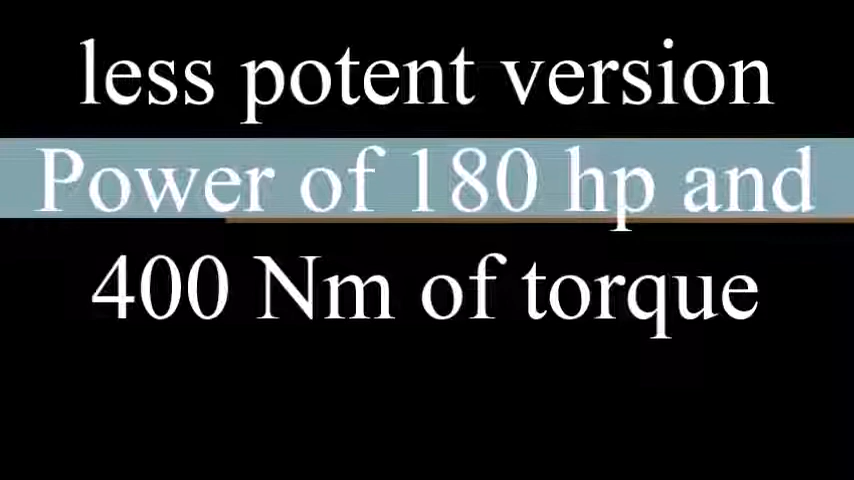 less potent version
Power of 180 hp and
400 Nm of torque